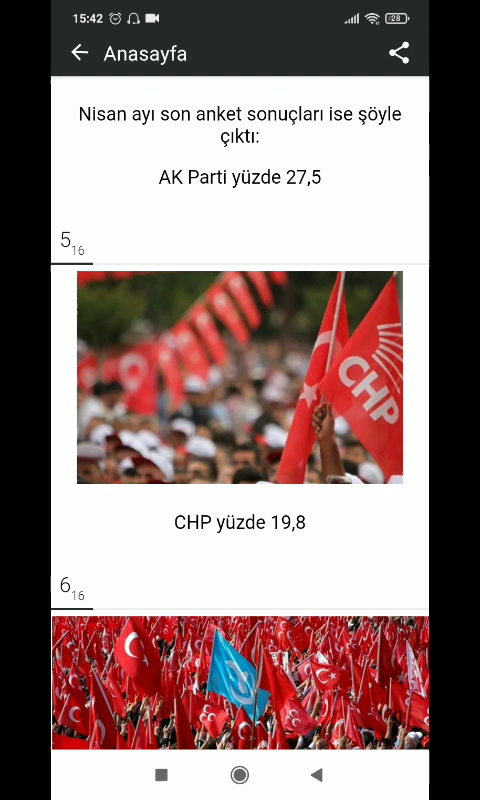 15:42
28
Anasayfa
Nisan ayı son anket sonuçları ise şöyle
çıktı:
AK Parti yüzde 27,5
5 16
CHP
CHP yüzde 19,8
6 16